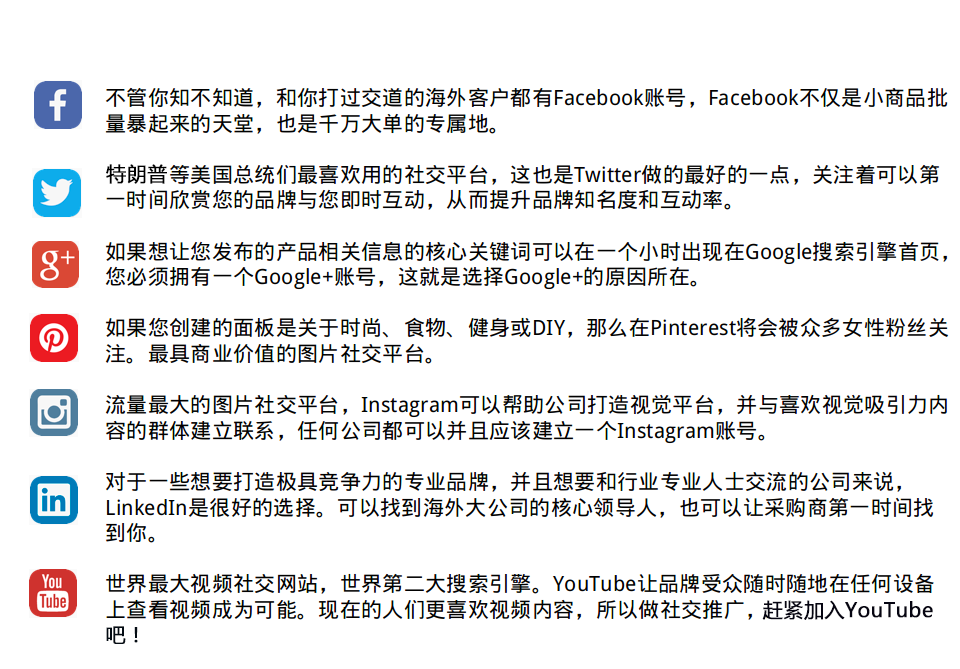 f
不管你知不知道，和你打过交道的海外客户都有Facebook账号，Facebook不仅是小商品批
量暴起来的天堂，也是千万大单的专属地。
特朗普等美国总统们最喜欢用的社交平台，这也是Twitter做的最好的一点，关注着可以第
一时间欣赏您的品牌与您即时互动，从而提升品牌知名度和互动率。
g+
如果想让您发布的产品相关信息的核心关键词可以在一个小时出现在Google搜索引擎首页，
您必须拥有一个Google+账号，这就是选择Google+的原因所在。
如果您创建的面板是关于时尚、食物、健身或DIY，那么在Pinterest将会被众多女性粉丝关
注。最具商业价值的图片社交平台。
流量最大的图片社交平台，Instagram可以帮助公司打造视觉平台，并与喜欢视觉吸引力内
容的群体建立联系，任何公司都可以并且应该建立一个Instagram账号。
in
对于一些想要打造极具竞争力的专业品牌，并且想要和行业专业人士交流的公司来说，
LinkedIn是很好的选择。可以找到海外大公司的核心领导人，也可以让采购商第一时间找
到你。
You
Tube
世界最大视频社交网站，世界第二大搜索引擎。YouTube让品牌受众随时随地在任何设备
上查看视频成为可能。现在的人们更喜欢视频内容，所以做社交推广，赶紧加入YouTube
吧！